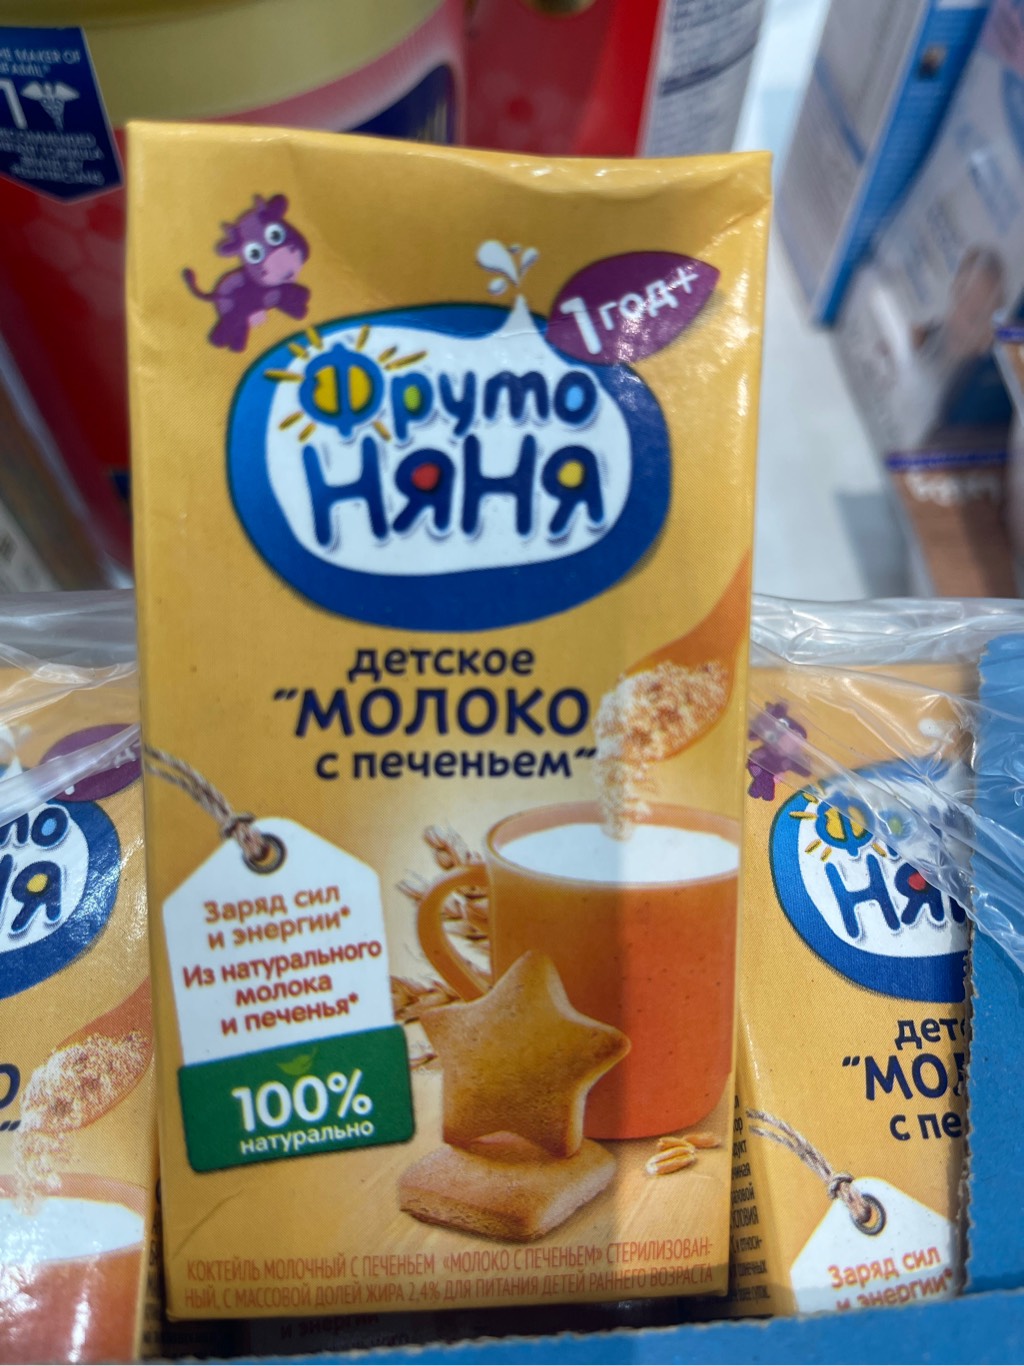 1 год+
Фруто
Няня
детское
"МОЛОКО
с печеньем"
Заряд сил
и энергии*
Из натурального
молока
и печенья*
100%
натурально
КОКТЕЙЛЬ МОЛОЧНЫЙ С ПЕЧЕНЬЕМ «МОЛОКО С ПЕЧЕНЬЕМ» СТЕРИЛИЗОВАН-
НЫЙ, С МАССОВОЙ ДОЛЕЙ ЖИРА 2,4% ДЛЯ ПИТАНИЯ ДЕТЕЙ РАННЕГО ВОЗРАСТА
Заряд сил
и энергии*